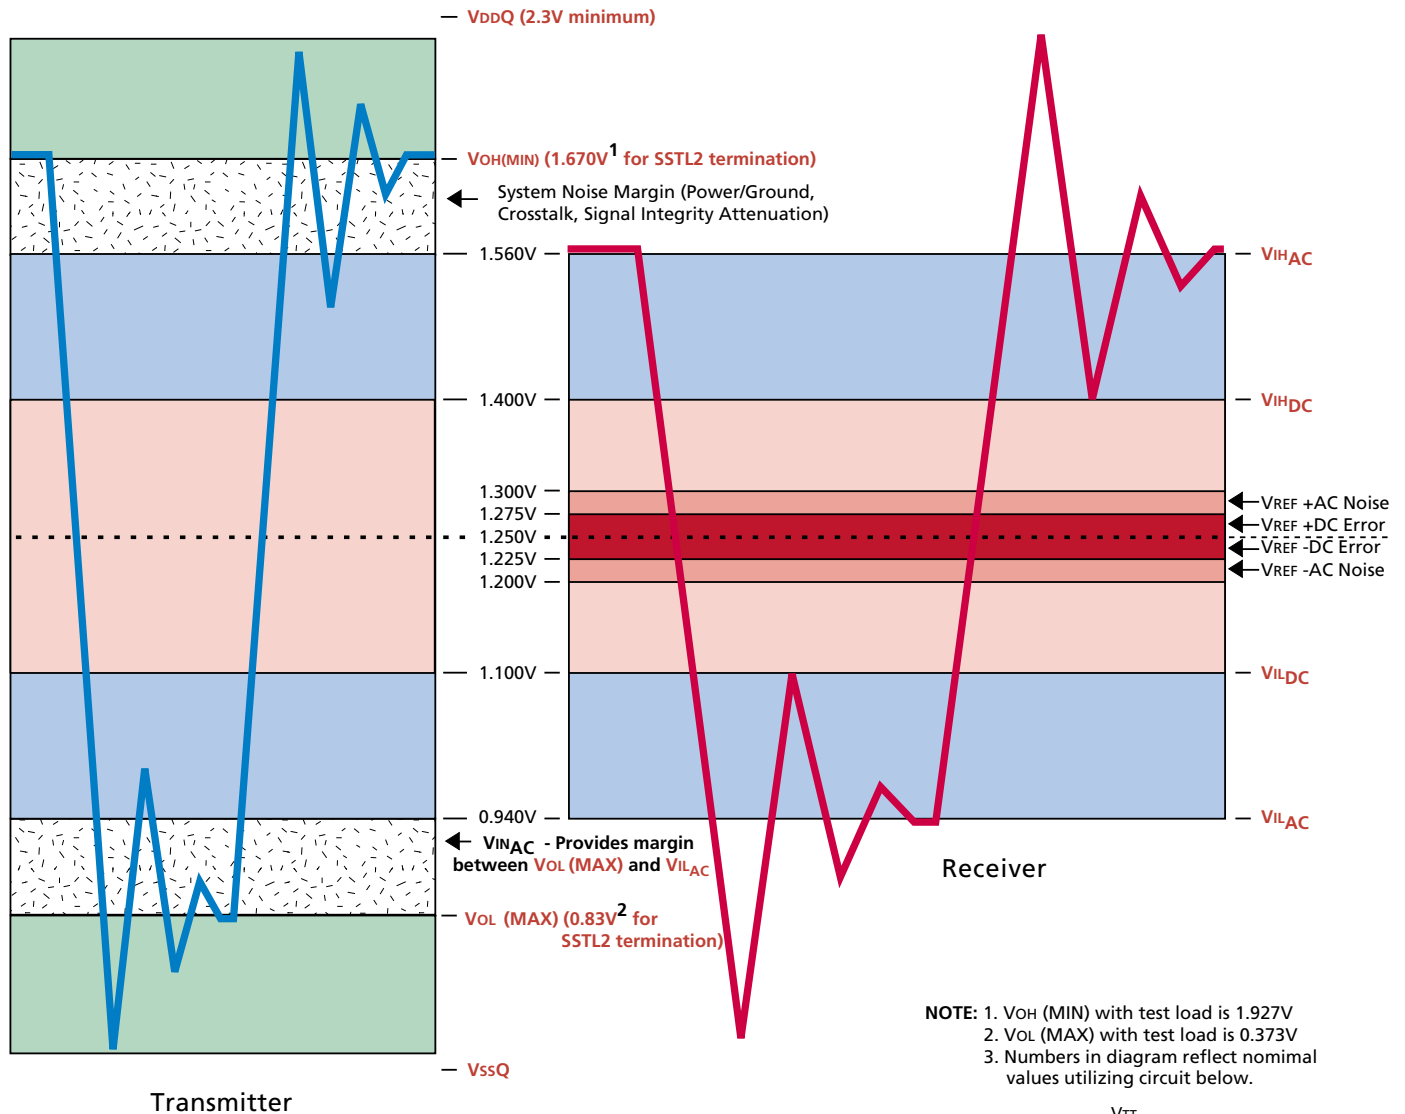 VDDQ (2.3V minimum)
VOH(MIN) (1.670V1 for SSTL2 termination)
System Noise Margin (Power/Ground,
Crosstalk, Signal Integrity Attenuation)
1.560V
VIHAC
1.400V
VIHDC
1.300V
VREF +AC Noise
1.275V
VREF +DC Error
1.250V
VREF -DC Error
1.225V
VREF -AC Noise
1.200V
1.100V
VILDC
0.940V
VILAC
VINAC - Provides margin
between VOL (MAX) and VILAC
Receiver
VOL (MAX) (0.83V2 for
SSTL2 termination)
NOTE: 1. VOH (MIN) with test load is 1.927V
2. VOL (MAX) with test load is 0.373V
3. Numbers in diagram reflect nomimal
values utilizing circuit below.
VssQ
Transmitter
VTT